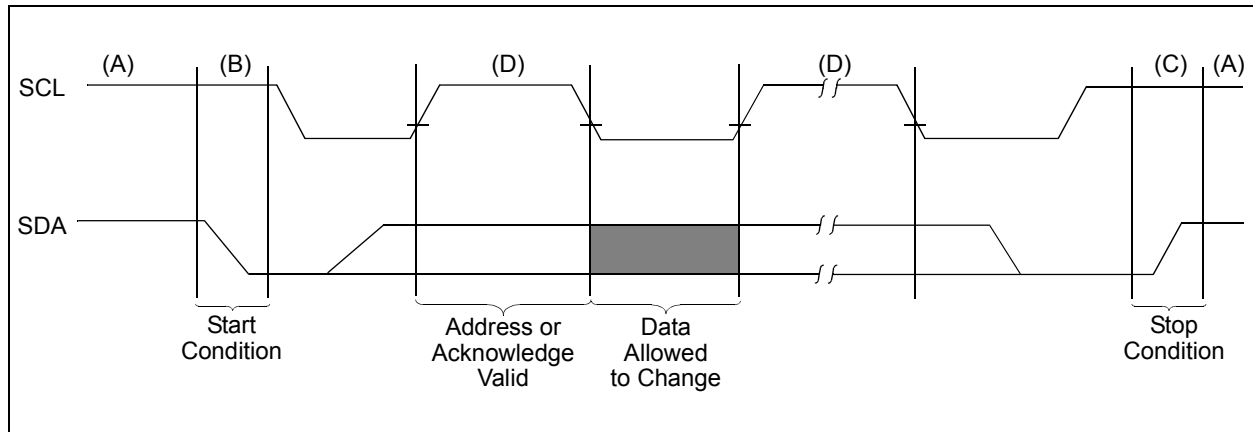 (A) (B) (D) (D) (C) (A)
SCL
SDA
Start
Condition
Address or
Acknowledge
Valid
Data
Allowed
to Change
Stop
Condition